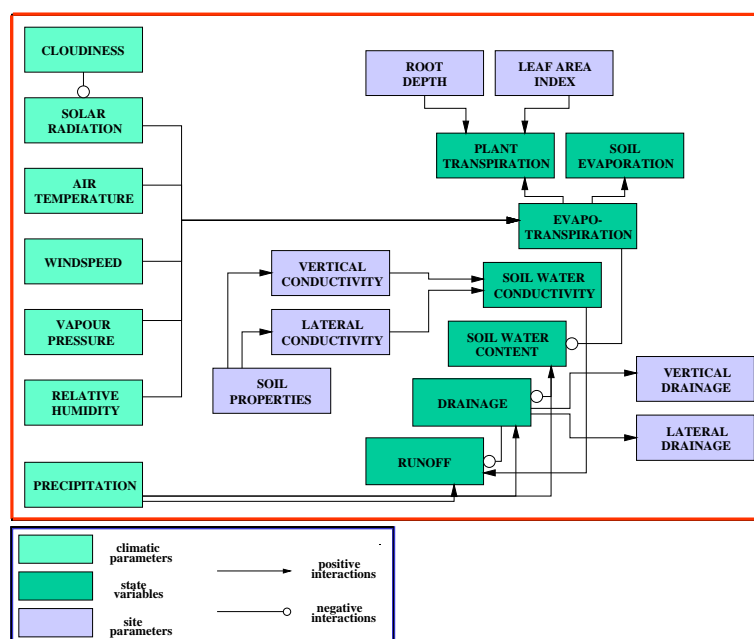 CLOUDINESS
SOLAR
RADIATION
AIR
TEMPERATURE
WINDSPEED
VAPOUR
PRESSURE
RELATIVE
HUMIDITY
PRECIPITATION
ROOT
DEPTH
LEAF AREA
INDEX
PLANT
TRANSPIRATION
SOIL
EVAPORATION
EVAPO-
TRANSPIRATION
VERTICAL
CONDUCTIVITY
SOIL WATER
CONDUCTIVITY
LATERAL
CONDUCTIVITY
SOIL WATER
CONTENT
SOIL
PROPERTIES
DRAINAGE
VERTICAL
DRAINAGE
LATERAL
DRAINAGE
RUNOFF
climatic
parameters
state
variables
site
parameters
positive
interactions
negative
interactions